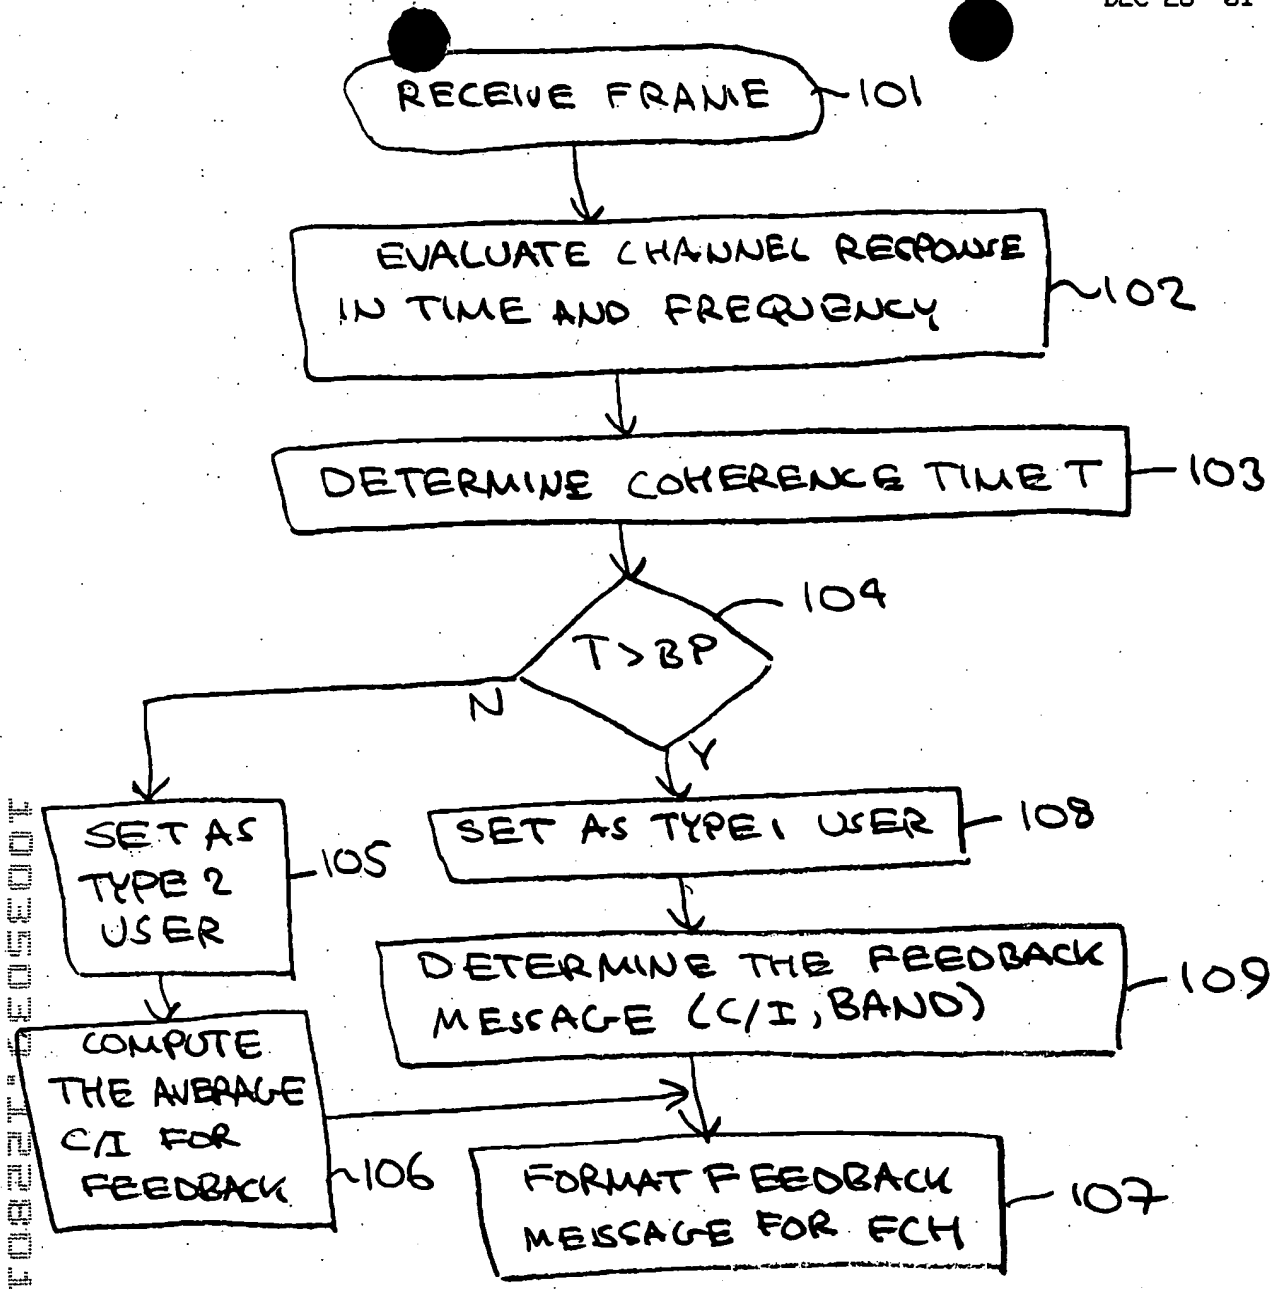 RECEIVE FRAME
101
EVALUATE CHANNEL RESPONSE
IN TIME AND FREQUENCY
102
DETERMINE COHERENCE TIME T
103
T>BP
104
N
Y
SET AS
TYPE 2
USER
105
SET AS TYPE 1 USER
108
DETERMINE THE FEEDBACK
MESSAGE (C/I, BAND)
109
COMPUTE
THE AVERAGE
C/I FOR
FEEDBACK
106
FORMAT FEEDBACK
MESSAGE FOR FCH
107